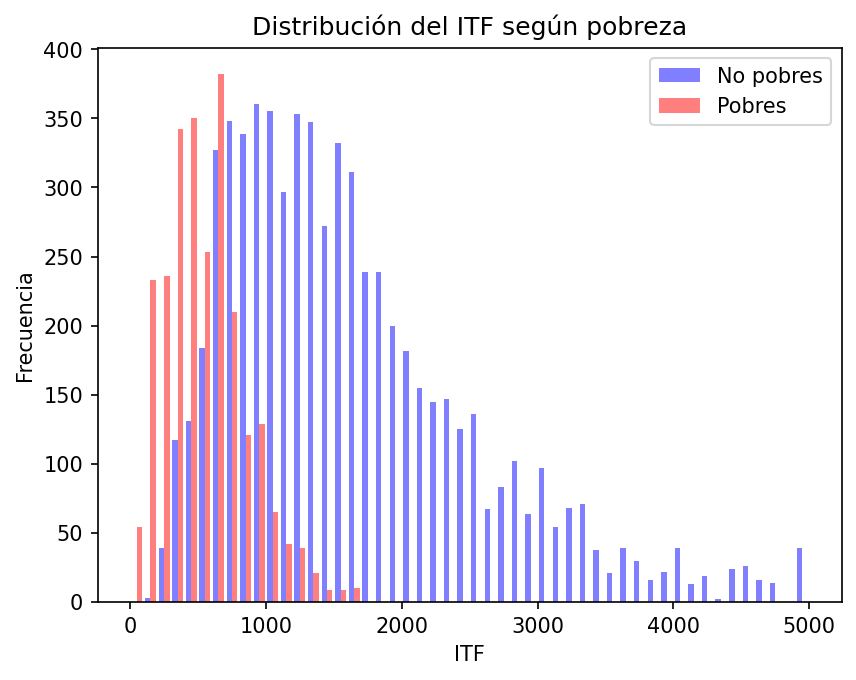 Distribución del ITF según pobreza
No pobres
Pobres
Frecuencia
400
350
300
250
200
150
100
50
0
0 1000 2000 3000 4000 5000
ITF